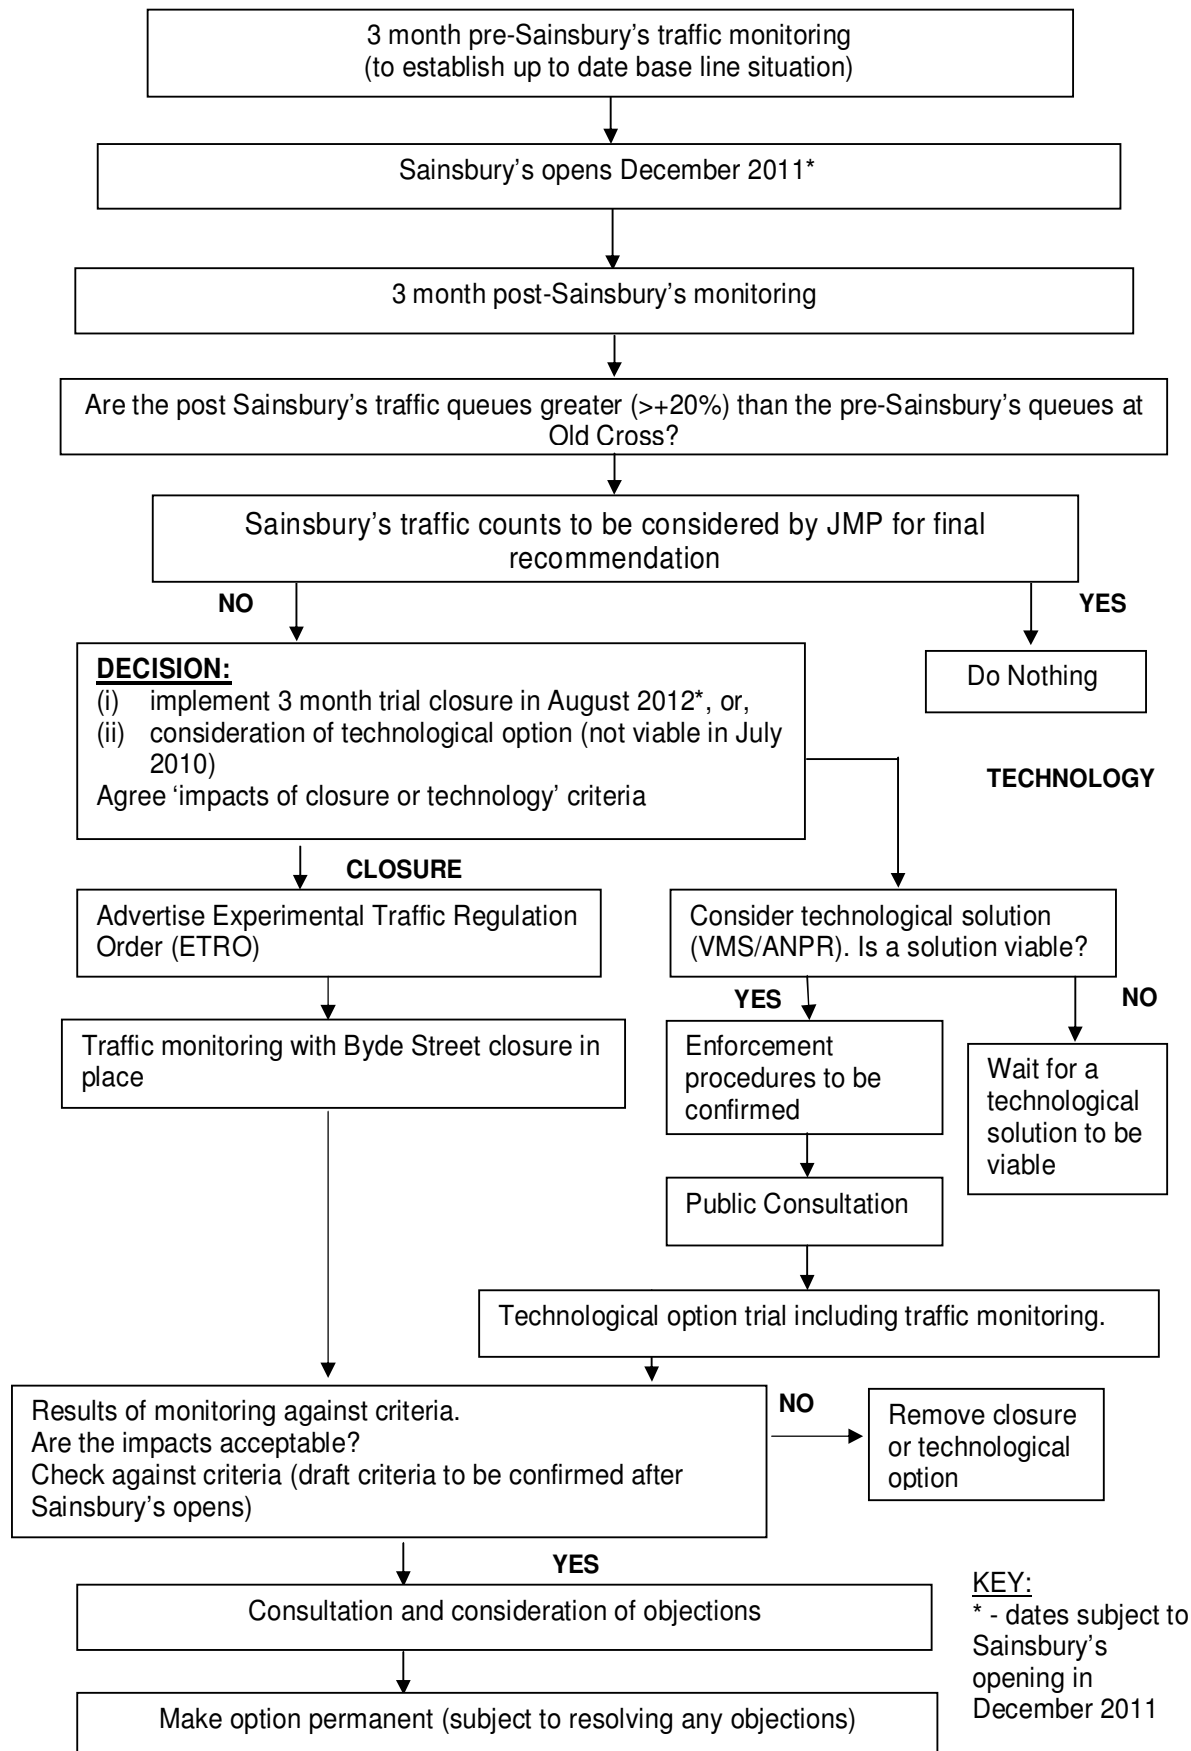 3 month pre-Sainsbury’s traffic monitoring
(to establish up to date base line situation)
Sainsbury’s opens December 2011*
3 month post-Sainsbury’s monitoring
Are the post Sainsbury’s traffic queues greater (>+20%) than the pre-Sainsbury’s queues at
Old Cross?
Sainsbury’s traffic counts to be considered by JMP for final
recommendation
NO
YES
DECISION:
(i) implement 3 month trial closure in August 2012*, or,
(ii) consideration of technological option (not viable in July
2010)
Agree ‘impacts of closure or technology’ criteria
Do Nothing
TECHNOLOGY
CLOSURE
Advertise Experimental Traffic Regulation
Order (ETRO)
Consider technological solution
(VMS/ANPR). Is a solution viable?
YES
NO
Traffic monitoring with Byde Street closure in
place
Enforcement
procedures to be
confirmed
Wait for a
technological
solution to be
viable
Public Consultation
Technological option trial including traffic monitoring.
Results of monitoring against criteria.
Are the impacts acceptable?
Check against criteria (draft criteria to be confirmed after
Sainsbury’s opens)
NO
Remove closure
or technological
option
YES
Consultation and consideration of objections
Make option permanent (subject to resolving any objections)
KEY:
* - dates subject to
Sainsbury’s
opening in
December 2011